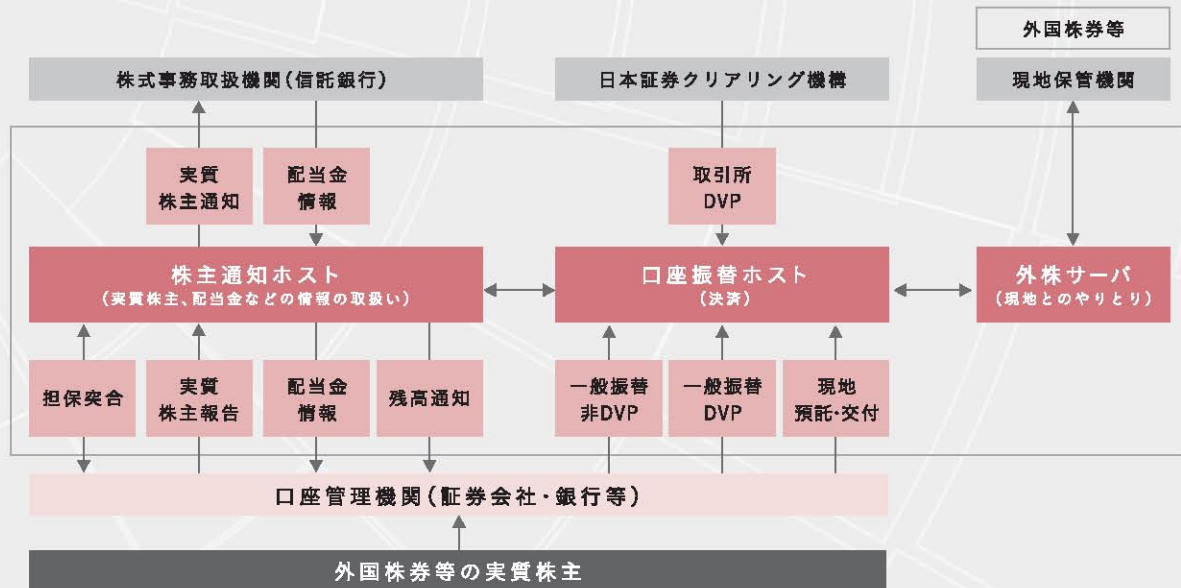 外国株券等
株式事務取扱機関(信託銀行)
日本証券クリアリング機構
現地保管機関
実質
株主通知
配当金
情報
取引所
DVP
株主通知ホスト
(実質株主、配当金などの情報の取扱い)
口座振替ホスト
(決済)
外株サーバ
(現地とのやりとり)
担保突合
実質
株主報告
配当金
情報
残高通知
一般振替
非DVP
一般振替
DVP
現地
預託・交付
口座管理機関(証券会社・銀行等)
外国株券等の実質株主